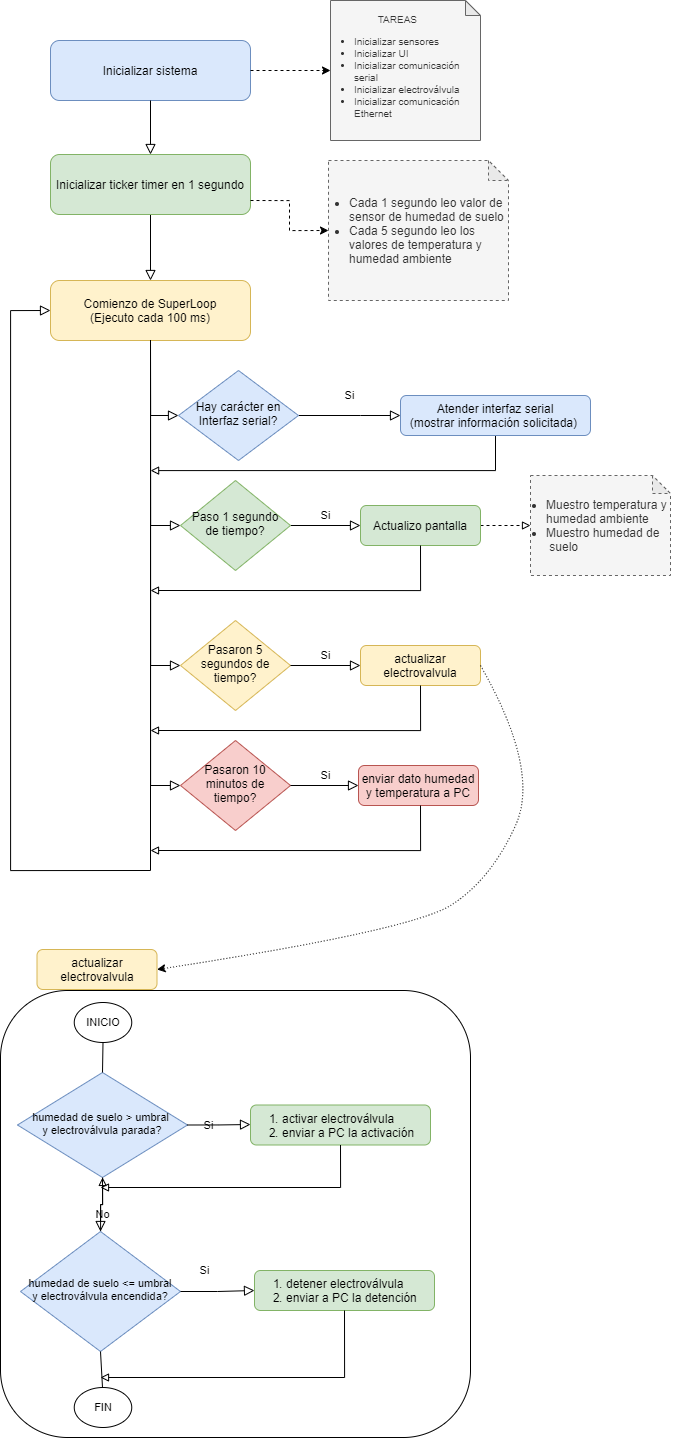 TAREAS
Inicializar sistema
• Inicializar sensores
• Inicializar UI
• Inicializar comunicación
serial
• Inicializar electroválvula
• Inicializar comunicación
Ethernet
Inicializar ticker timer en 1 segundo
• Cada 1 segundo leo valor de
sensor de humedad de suelo
• Cada 5 segundo leo los
valores de temperatura y
humedad ambiente
Comienzo de SuperLoop
(Ejecuto cada 100 ms)
Hay carácter en
Interfaz serial?
Si
Atender interfaz serial
(mostrar información solicitada)
Paso 1 segundo
de tiempo?
Si
Actualizo pantalla
• Muestro temperatura y
humedad ambiente
• Muestro humedad de
suelo
Pasaron 5
segundos de
tiempo?
Si
actualizar
electrovalvula
Pasaron 10
minutos de
tiempo?
Si
enviar dato humedad
y temperatura a PC
actualizar
electrovalvula
INICIO
humedad de suelo > umbral
y electroválvula parada?
Si
1. activar electroválvula
2. enviar a PC la activación
No
humedad de suelo <= umbral
y electroválvula encendida?
Si
1. detener electroválvula
2. enviar a PC la detención
FIN